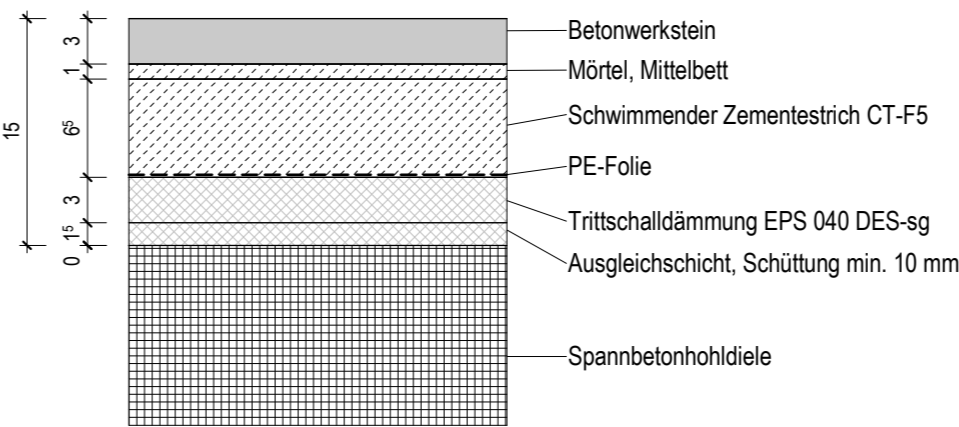 Betonwerkstein
Mörtel, Mittelbett
Schwimmender Zementestrich CT-F5
PE-Folie
Trittschalldämmung EPS 040 DES-sg
Ausgleichschicht, Schüttung min. 10 mm
Spannbetonhohldiele
15
3
1
6⁵
3
1⁵
0